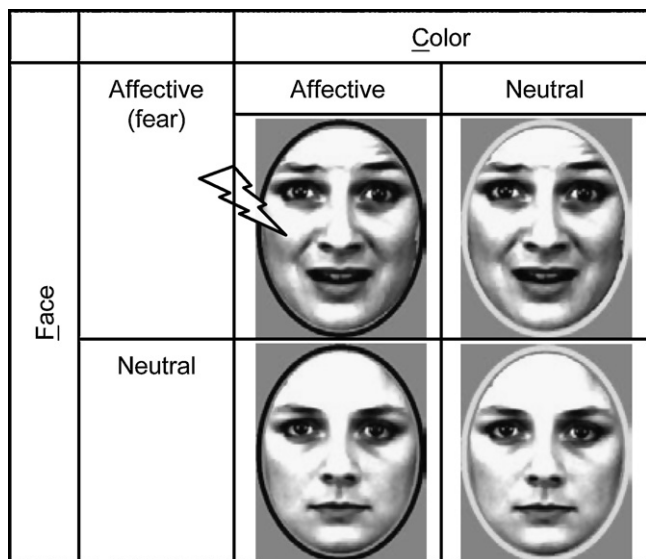 Color
Affective
(fear)
Affective
Neutral
Face
Neutral